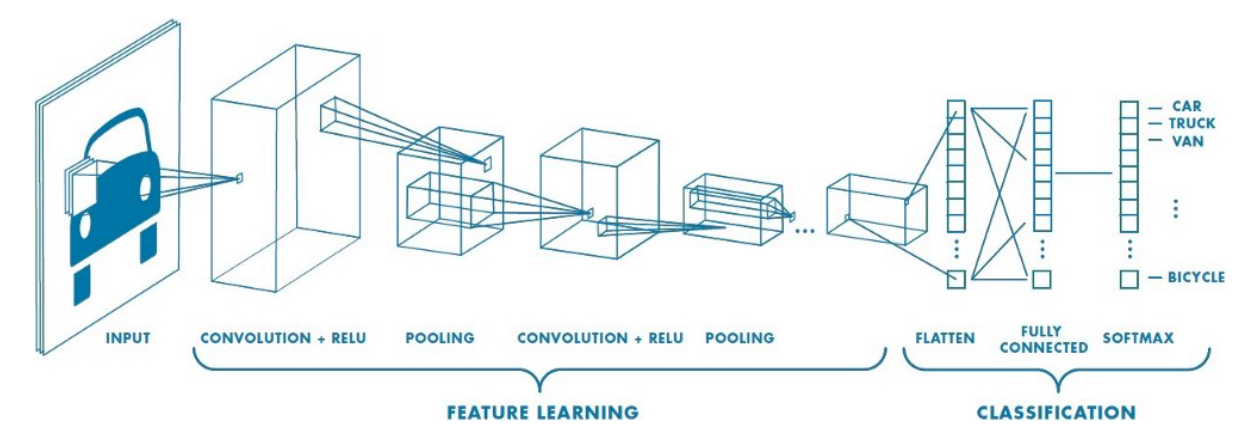 CAR
TRUCK
VAN
BICYCLE
INPUT
CONVOLUTION + RELU
POOLING
CONVOLUTION + RELU
POOLING
FLATTEN
FULLY
CONNECTED
SOFTMAX
FEATURE LEARNING
CLASSIFICATION